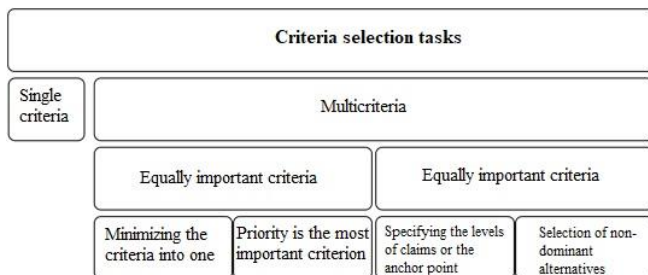 Criteria selection tasks
Single
criteria
Multicriteria
Equally important criteria
Equally important criteria
Minimizing the
criteria into one
Priority is the most
important criterion
Specifying the levels
of claims or the
anchor point
Selection of non-
dominant
alternatives